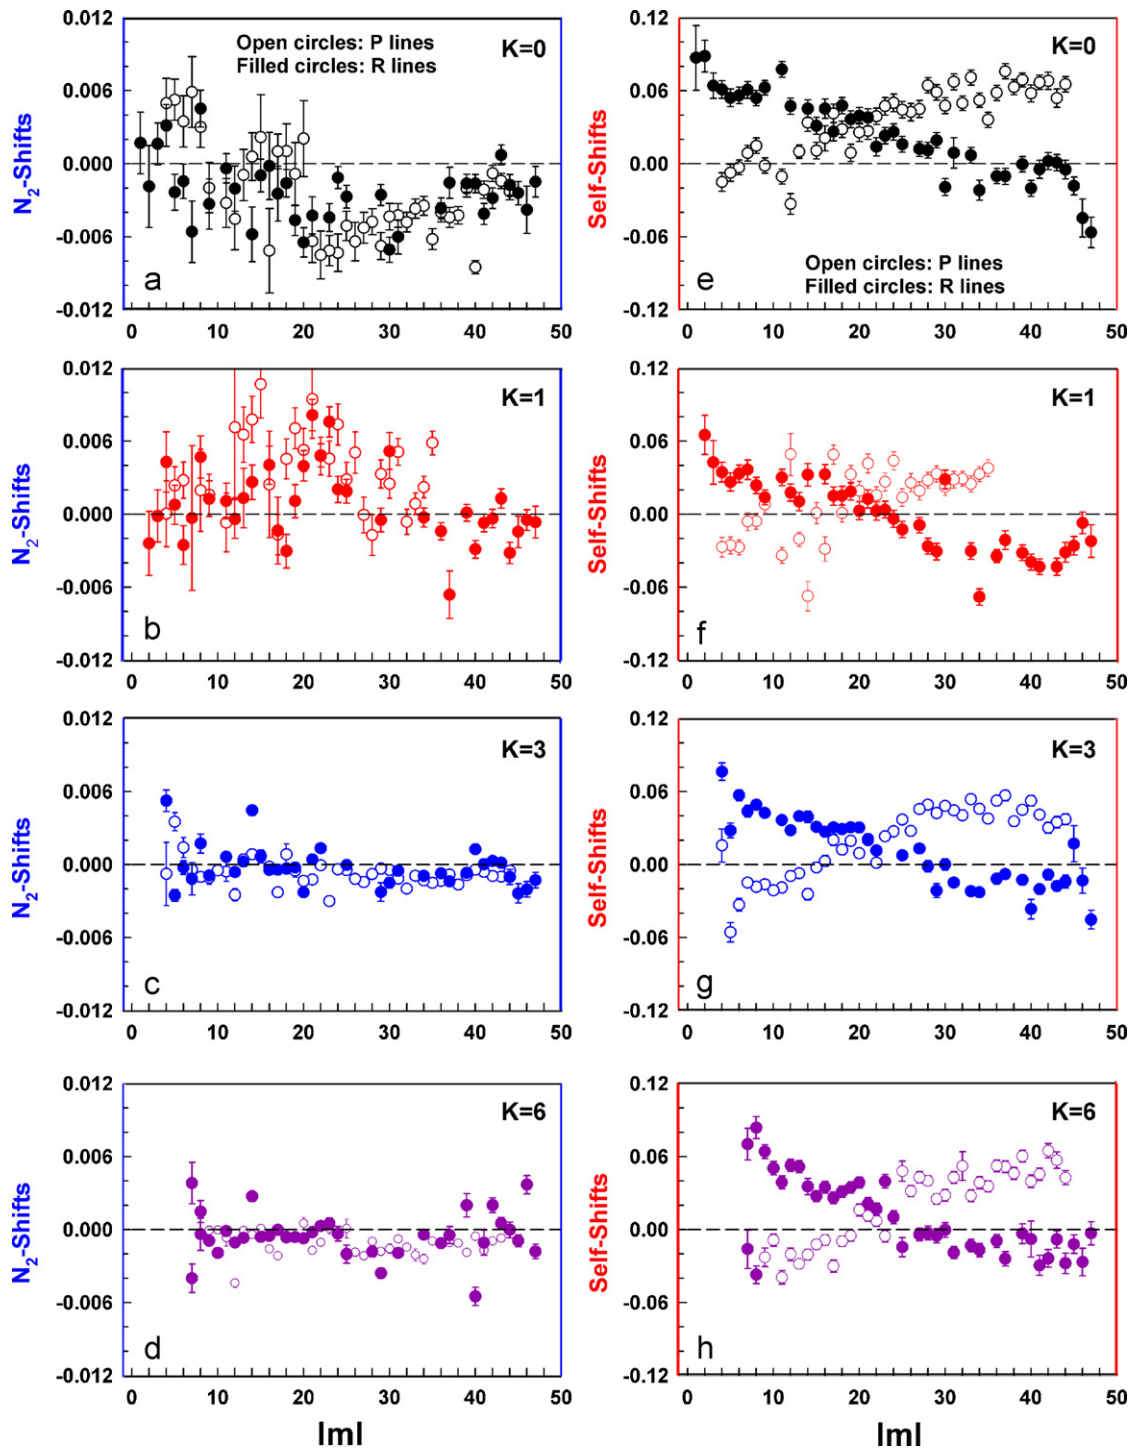 0.012
0.006
0.000
-0.006
-0.012
N2-Shifts
Open circles: P lines
Filled circles: R lines
K=0
a
0 10 20 30 40 50
0.12
0.06
0.00
-0.06
-0.12
Self-Shifts
K=0
Open circles: P lines
Filled circles: R lines
e
0 10 20 30 40 50
0.012
0.006
0.000
-0.006
-0.012
N2-Shifts
K=1
b
0 10 20 30 40 50
0.12
0.06
0.00
-0.06
-0.12
Self-Shifts
K=1
f
0 10 20 30 40 50
0.012
0.006
0.000
-0.006
-0.012
N2-Shifts
K=3
c
0 10 20 30 40 50
0.12
0.06
0.00
-0.06
-0.12
Self-Shifts
K=3
g
0 10 20 30 40 50
0.012
0.006
0.000
-0.006
-0.012
N2-Shifts
K=6
d
0 10 20 30 40 50
|m|
0.12
0.06
0.00
-0.06
-0.12
Self-Shifts
K=6
h
0 10 20 30 40 50
|m|